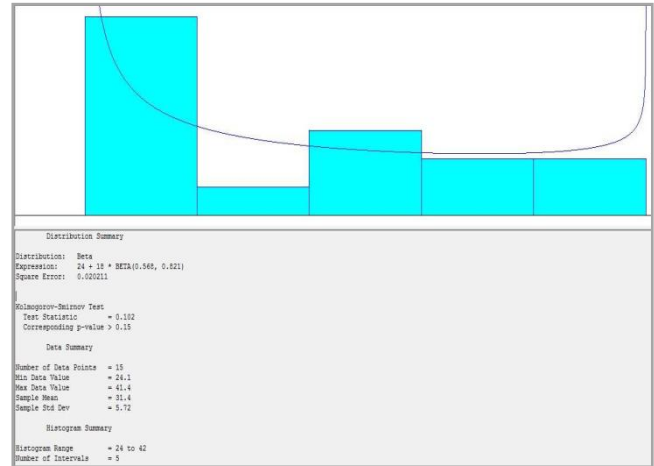 Distribution Summary
Distribution: Beta
Expression: 24 + 18 * BETA(0.568, 0.821)
Square Error: 0.020211
Kolmogorov-Smirnov Test
Test Statistic = 0.102
Corresponding p-value > 0.15
Data Summary
Number of Data Points = 15
Min Data Value = 24.1
Max Data Value = 41.4
Sample Mean = 31.4
Sample Std Dev = 5.72
Histogram Summary
Histogram Range = 24 to 42
Number of Intervals = 5